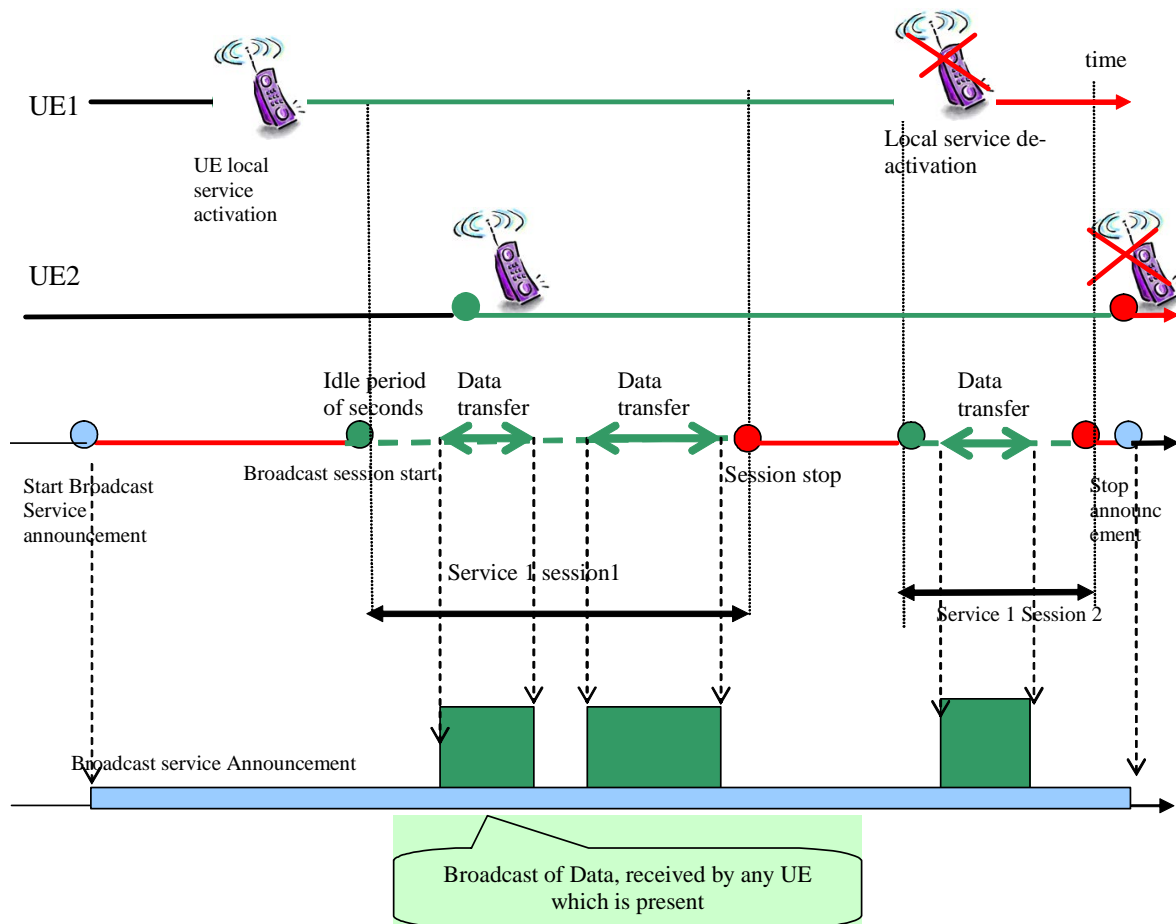 time
UE1
UE local
service
activation
Local service de-
activation
UE2
Idle period
of seconds
Data
transfer
Data
transfer
Data
transfer
Broadcast session start
Session stop
Start Broadcast
Service
announcement
Stop
announc
ement
Service 1 session1
Service 1 Session 2
Broadcast service Announcement
Broadcast of Data, received by any UE
which is present